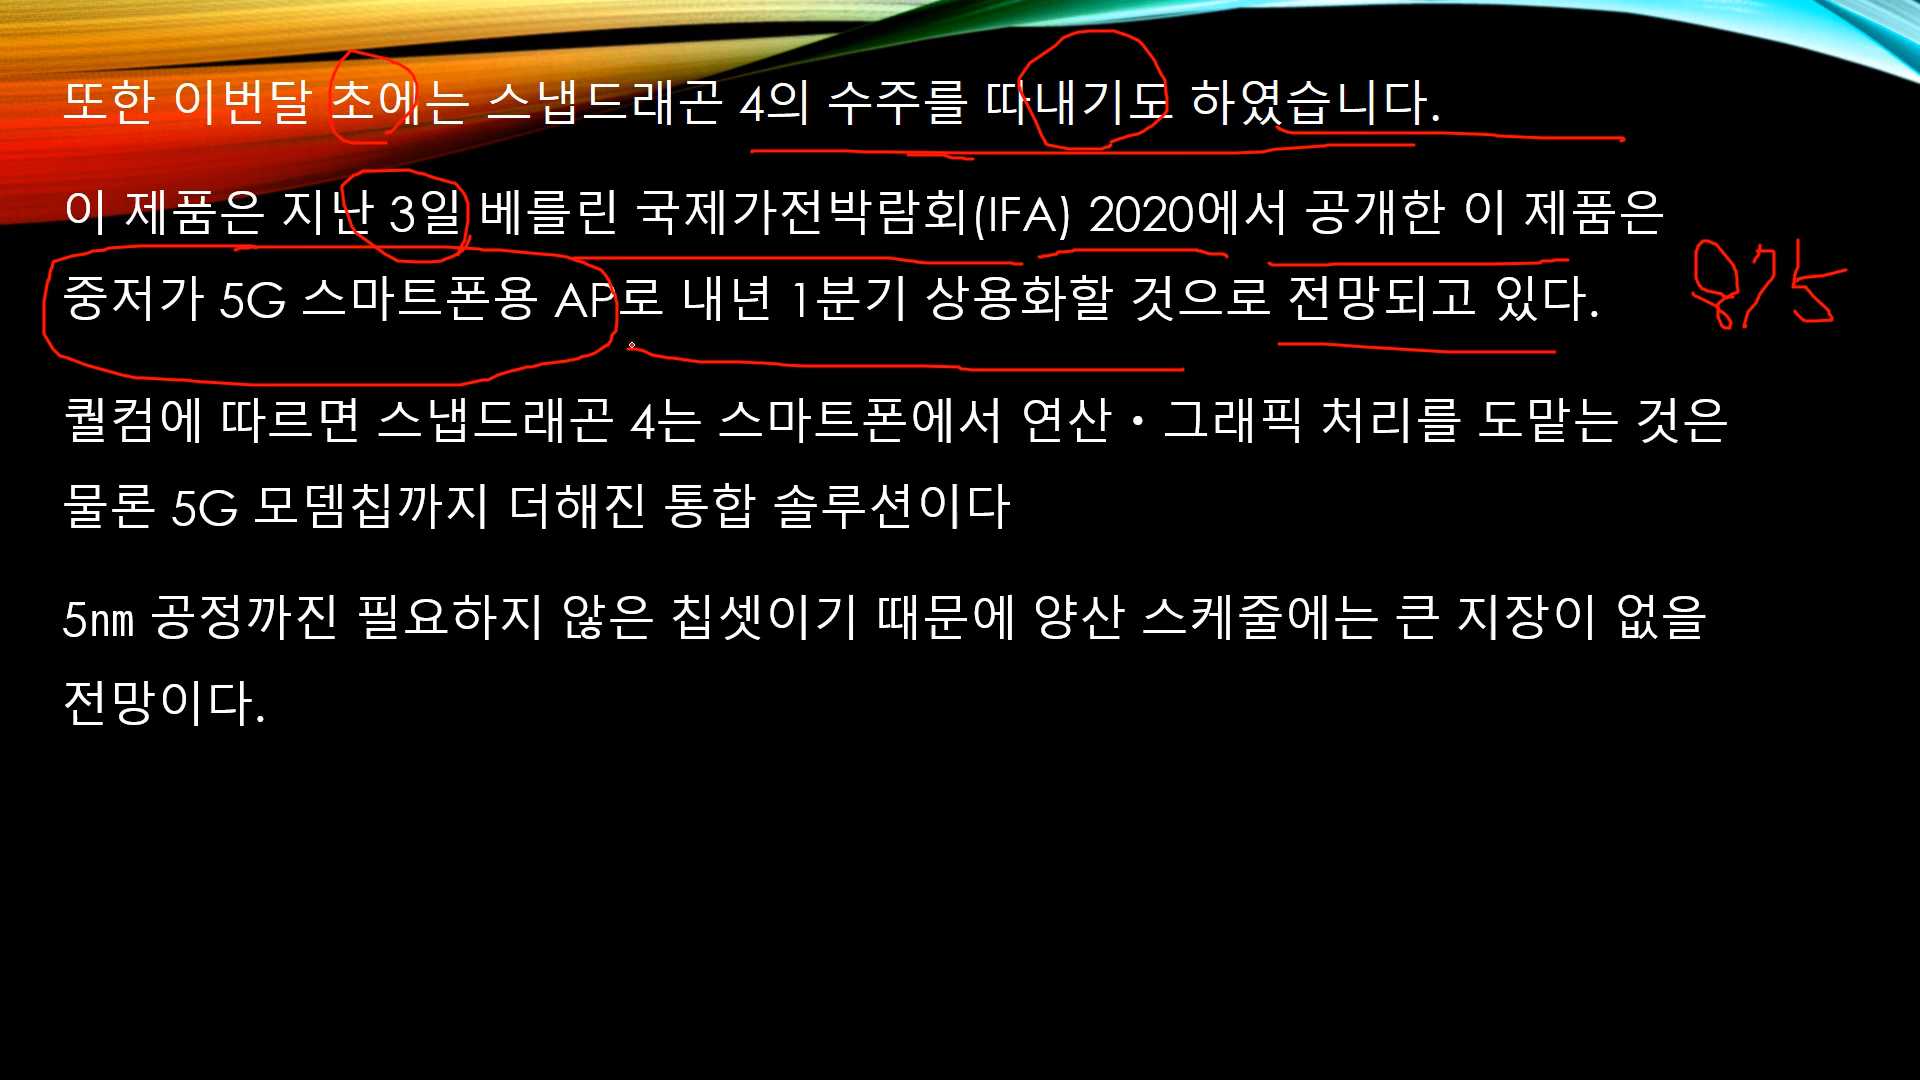 또한 이번달 초에는 스냅드래곤 4의 수주를 따내기도 하였습니다.
이 제품은 지난 3일 베를린 국제가전박람회(IFA) 2020에서 공개한 이 제품은
중저가 5G 스마트폰용 AP로 내년 1분기 상용화할 것으로 전망되고 있다.
875
퀄컴에 따르면 스냅드래곤 4는 스마트폰에서 연산·그래픽 처리를 도맡는 것은
물론 5G 모뎀칩까지 더해진 통합 솔루션이다
5nm 공정까진 필요하지 않은 칩셋이기 때문에 양산 스케줄에는 큰 지장이 없을
전망이다.